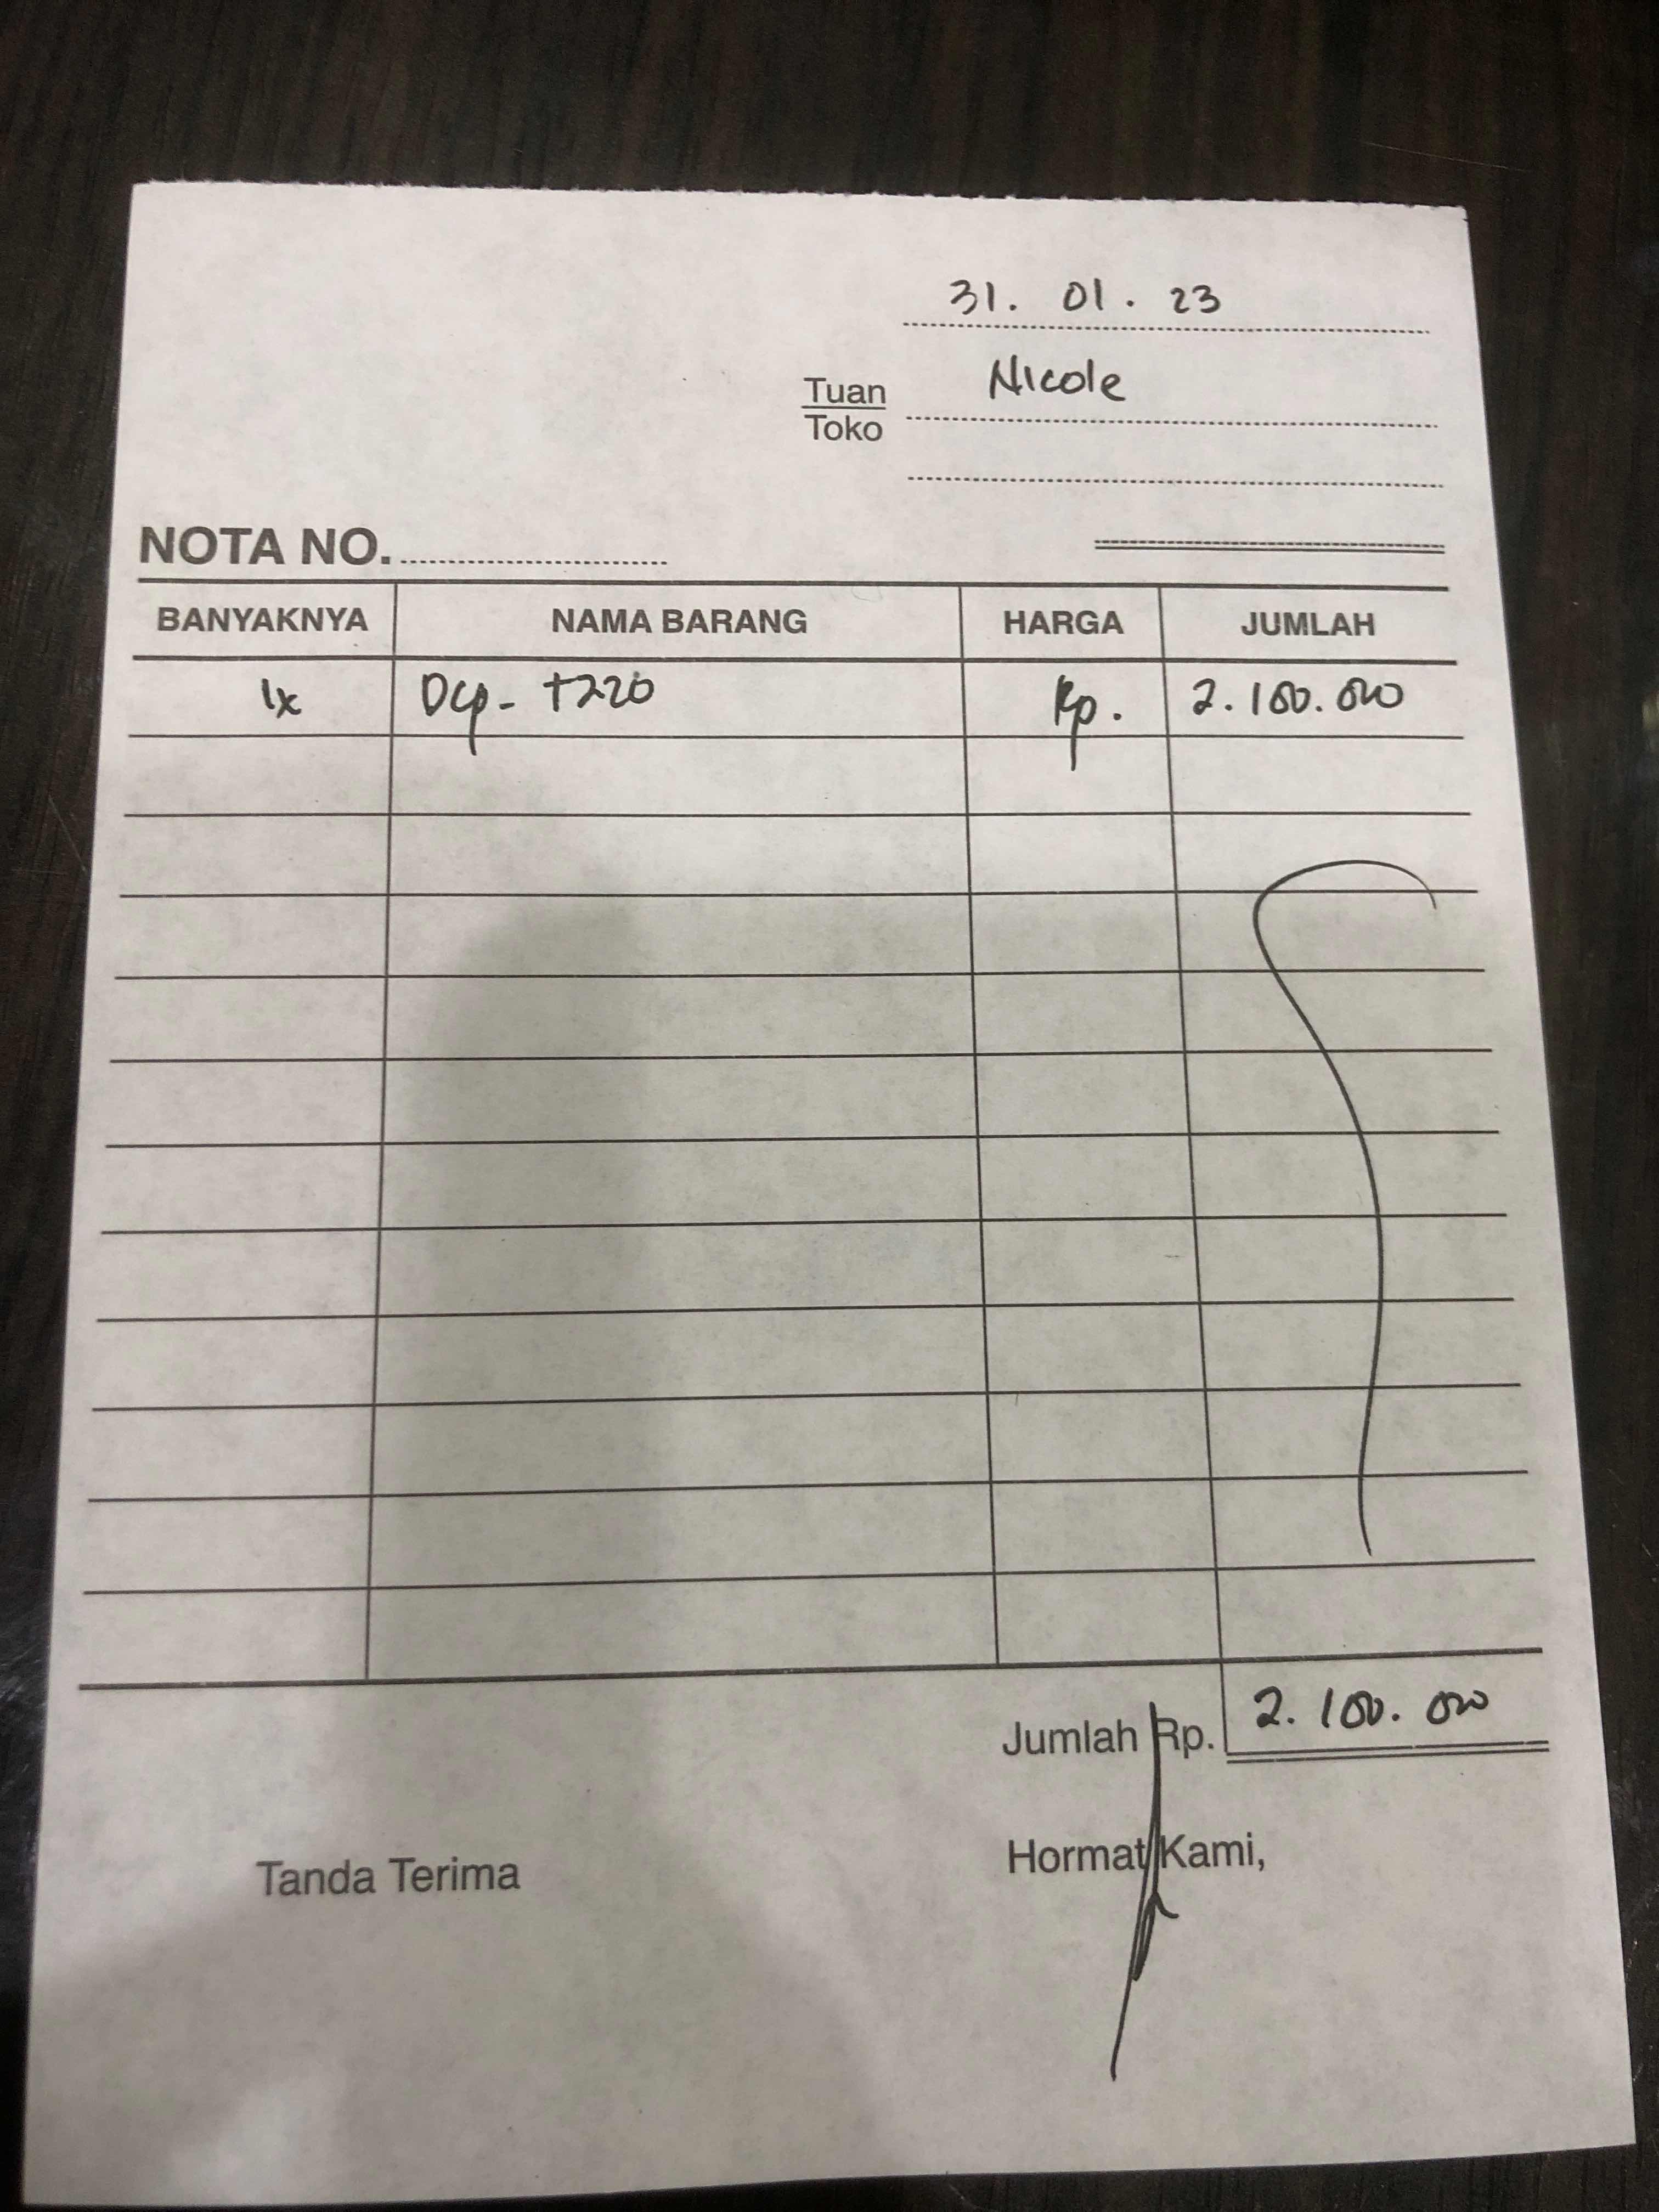 31. 01. 23
Tuan Nicole
Toko
NOTA NO.
BANYAKNYA NAMA BARANG HARGA JUMLAH
1x Dcp- T220 Rp. 2.100.000
Jumlah Rp. 2.100.000
Tanda Terima Hormat Kami,